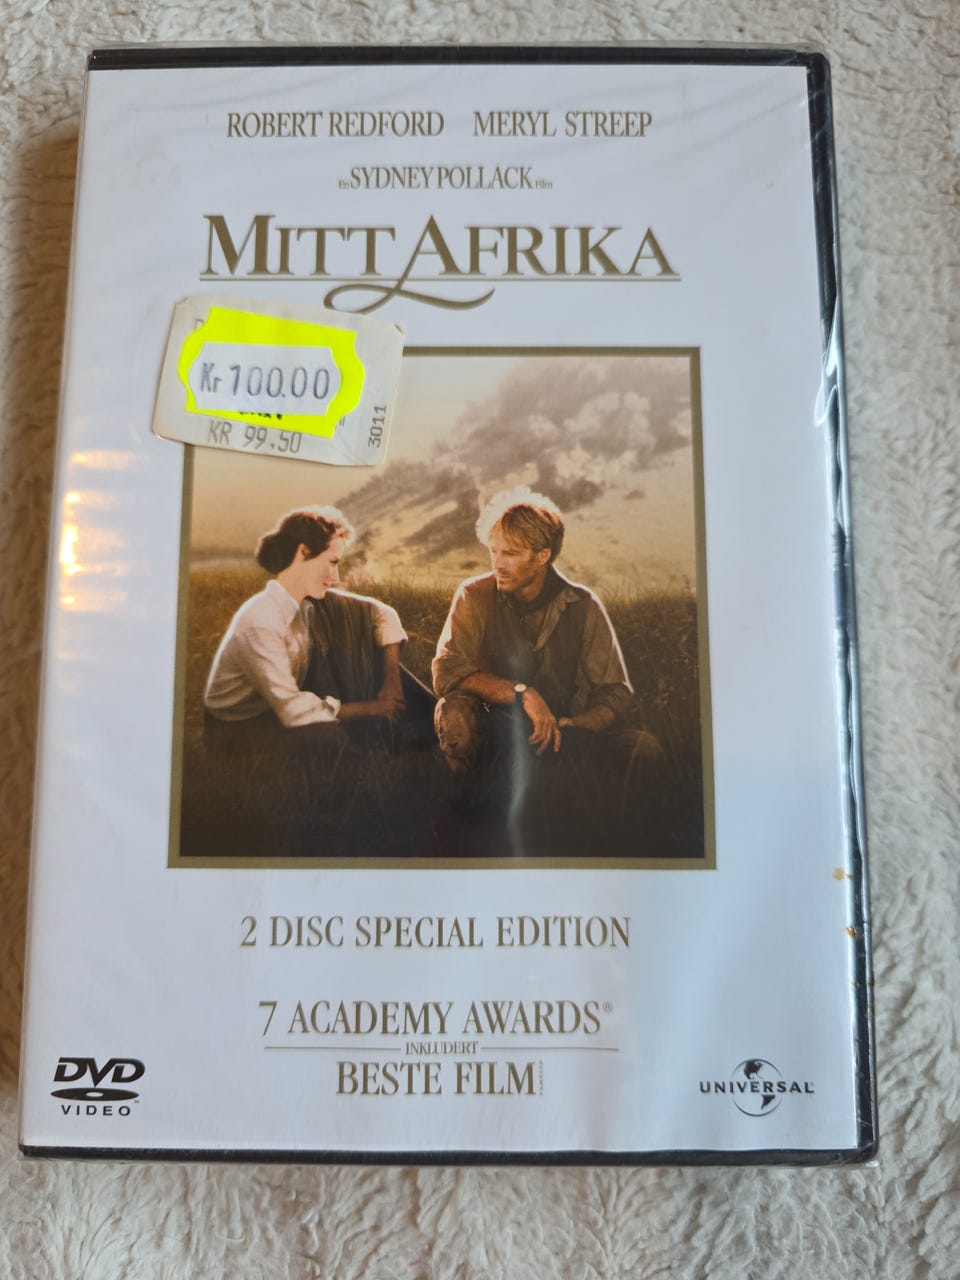 ROBERT REDFORD MERYL STREEP
En SYDNEY POLLACK Film
MITT AFRIKA
Kr 100.00
KR 99.50
3011
2 DISC SPECIAL EDITION
7 ACADEMY AWARDS®
INKLUDERT
BESTE FILM
DVD
VIDEO
UNIVERSAL